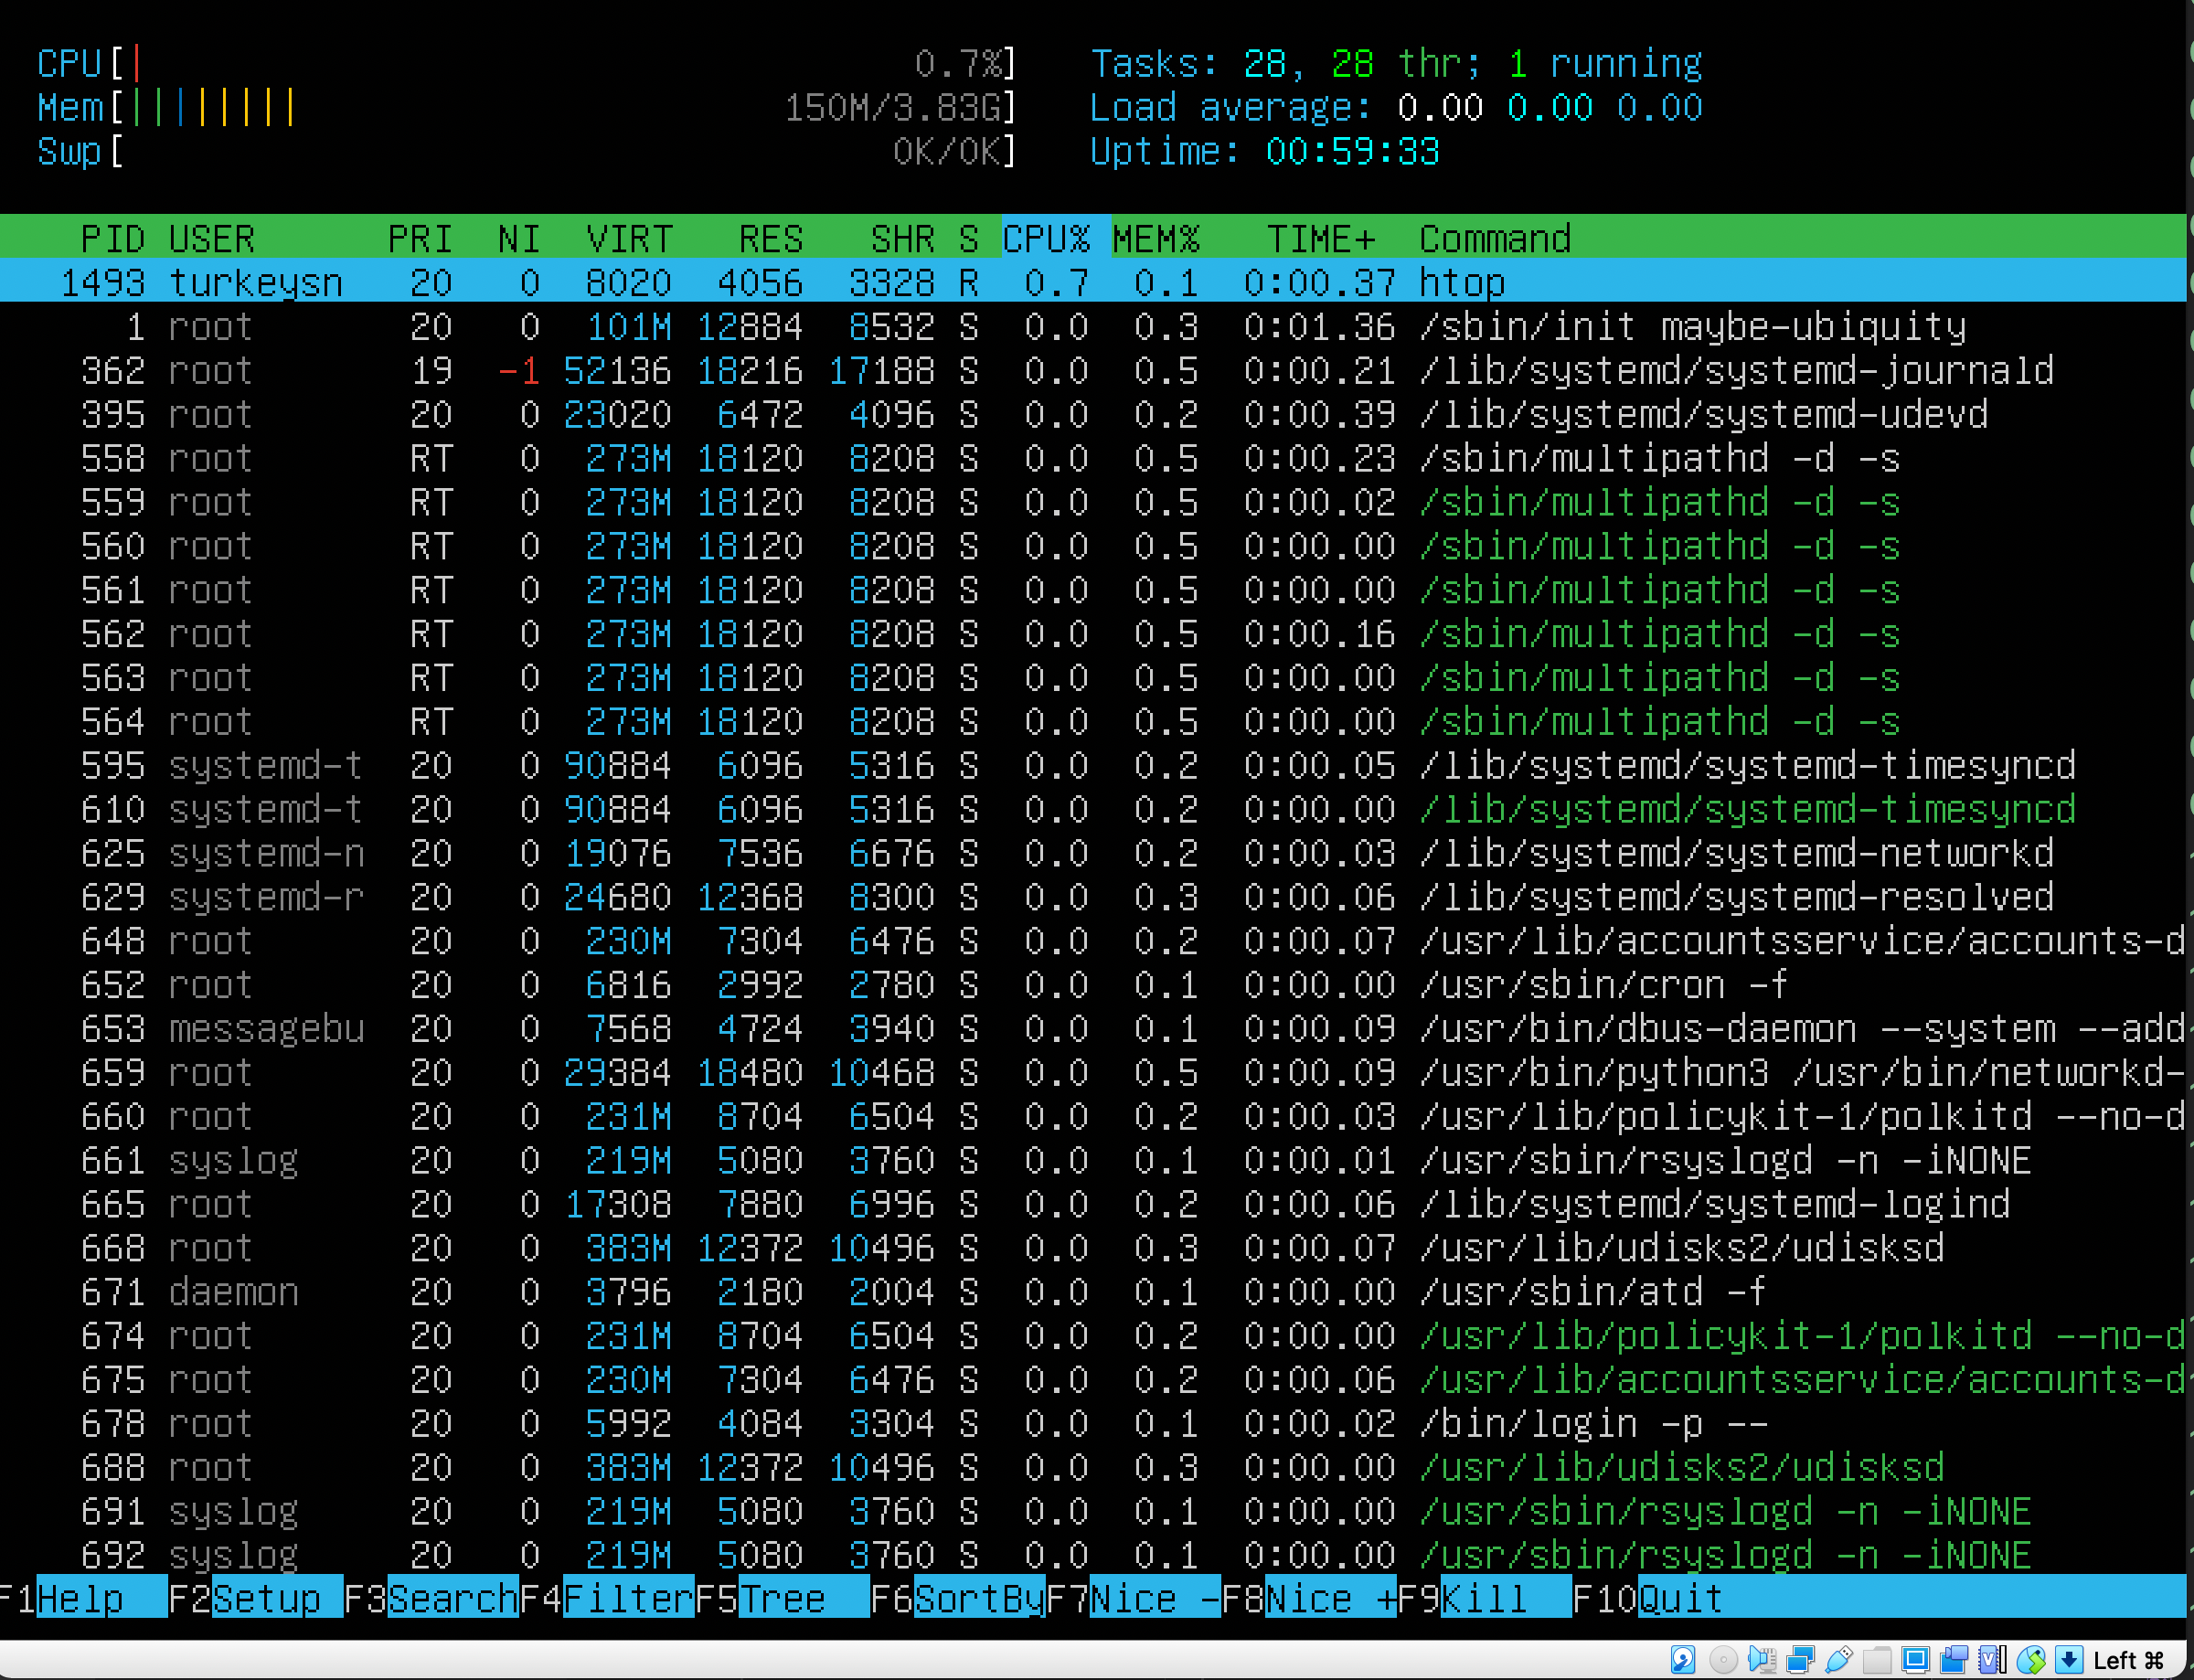 CPU[| 0.7%] Tasks: 28, 28 thr; 1 running
Mem[|||||||| 150M/3.83G] Load average: 0.00 0.00 0.00
Swp[ 0K/0K] Uptime: 00:59:33
PID USER PRI NI VIRT RES SHR S CPU% MEM% TIME+ Command
1493 turkeysn 20 0 8020 4056 3328 R 0.7 0.1 0:00.37 htop
1 root 20 0 101M 12884 8532 S 0.0 0.3 0:01.36 /sbin/init maybe-ubiquity
362 root 19 -1 52136 18216 17188 S 0.0 0.5 0:00.21 /lib/systemd/systemd-journald
395 root 20 0 23020 6472 4096 S 0.0 0.2 0:00.39 /lib/systemd/systemd-udevd
558 root RT 0 273M 18120 8208 S 0.0 0.5 0:00.23 /sbin/multipathd -d -s
559 root RT 0 273M 18120 8208 S 0.0 0.5 0:00.02 /sbin/multipathd -d -s
560 root RT 0 273M 18120 8208 S 0.0 0.5 0:00.00 /sbin/multipathd -d -s
561 root RT 0 273M 18120 8208 S 0.0 0.5 0:00.00 /sbin/multipathd -d -s
562 root RT 0 273M 18120 8208 S 0.0 0.5 0:00.16 /sbin/multipathd -d -s
563 root RT 0 273M 18120 8208 S 0.0 0.5 0:00.00 /sbin/multipathd -d -s
564 root RT 0 273M 18120 8208 S 0.0 0.5 0:00.00 /sbin/multipathd -d -s
595 systemd-t 20 0 90884 6096 5316 S 0.0 0.2 0:00.05 /lib/systemd/systemd-timesyncd
610 systemd-t 20 0 90884 6096 5316 S 0.0 0.2 0:00.00 /lib/systemd/systemd-timesyncd
625 systemd-n 20 0 19076 7536 6676 S 0.0 0.2 0:00.03 /lib/systemd/systemd-networkd
629 systemd-r 20 0 24680 12368 8300 S 0.0 0.3 0:00.06 /lib/systemd/systemd-resolved
648 root 20 0 230M 7304 6476 S 0.0 0.2 0:00.07 /usr/lib/accountsservice/accounts-d
652 root 20 0 6816 2992 2780 S 0.0 0.1 0:00.00 /usr/sbin/cron -f
653 messagebu 20 0 7568 4724 3940 S 0.0 0.1 0:00.09 /usr/bin/dbus-daemon --system --add
659 root 20 0 29384 18480 10468 S 0.0 0.5 0:00.09 /usr/bin/python3 /usr/bin/networkd-
660 root 20 0 231M 8704 6504 S 0.0 0.2 0:00.03 /usr/lib/policykit-1/polkitd --no-d
661 syslog 20 0 219M 5080 3760 S 0.0 0.1 0:00.01 /usr/sbin/rsyslogd -n -iNONE
665 root 20 0 17308 7880 6996 S 0.0 0.2 0:00.06 /lib/systemd/systemd-logind
668 root 20 0 383M 12372 10496 S 0.0 0.3 0:00.07 /usr/lib/udisks2/udisksd
671 daemon 20 0 3796 2180 2004 S 0.0 0.1 0:00.00 /usr/sbin/atd -f
674 root 20 0 231M 8704 6504 S 0.0 0.2 0:00.00 /usr/lib/policykit-1/polkitd --no-d
675 root 20 0 230M 7304 6476 S 0.0 0.2 0:00.06 /usr/lib/accountsservice/accounts-d
678 root 20 0 5992 4084 3304 S 0.0 0.1 0:00.02 /bin/login -p --
688 root 20 0 383M 12372 10496 S 0.0 0.3 0:00.00 /usr/lib/udisks2/udisksd
691 syslog 20 0 219M 5080 3760 S 0.0 0.1 0:00.00 /usr/sbin/rsyslogd -n -iNONE
692 syslog 20 0 219M 5080 3760 S 0.0 0.1 0:00.00 /usr/sbin/rsyslogd -n -iNONE
F1Help F2Setup F3SearchF4FilterF5Tree F6SortByF7Nice -F8Nice +F9Kill F10Quit
Left ⌘